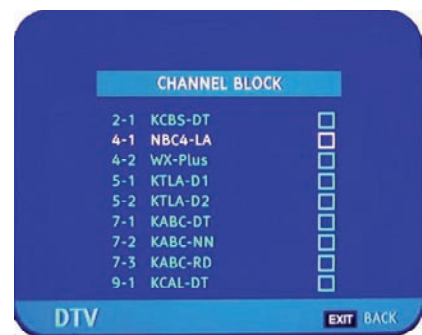 CHANNEL BLOCK
2-1 KCBS-DT
4-1 NBC4-LA
4-2 WX-Plus
5-1 KTLA-D1
5-2 KTLA-D2
7-1 KABC-DT
7-2 KABC-NN
7-3 KABC-RD
9-1 KCAL-DT
DTV EXIT BACK